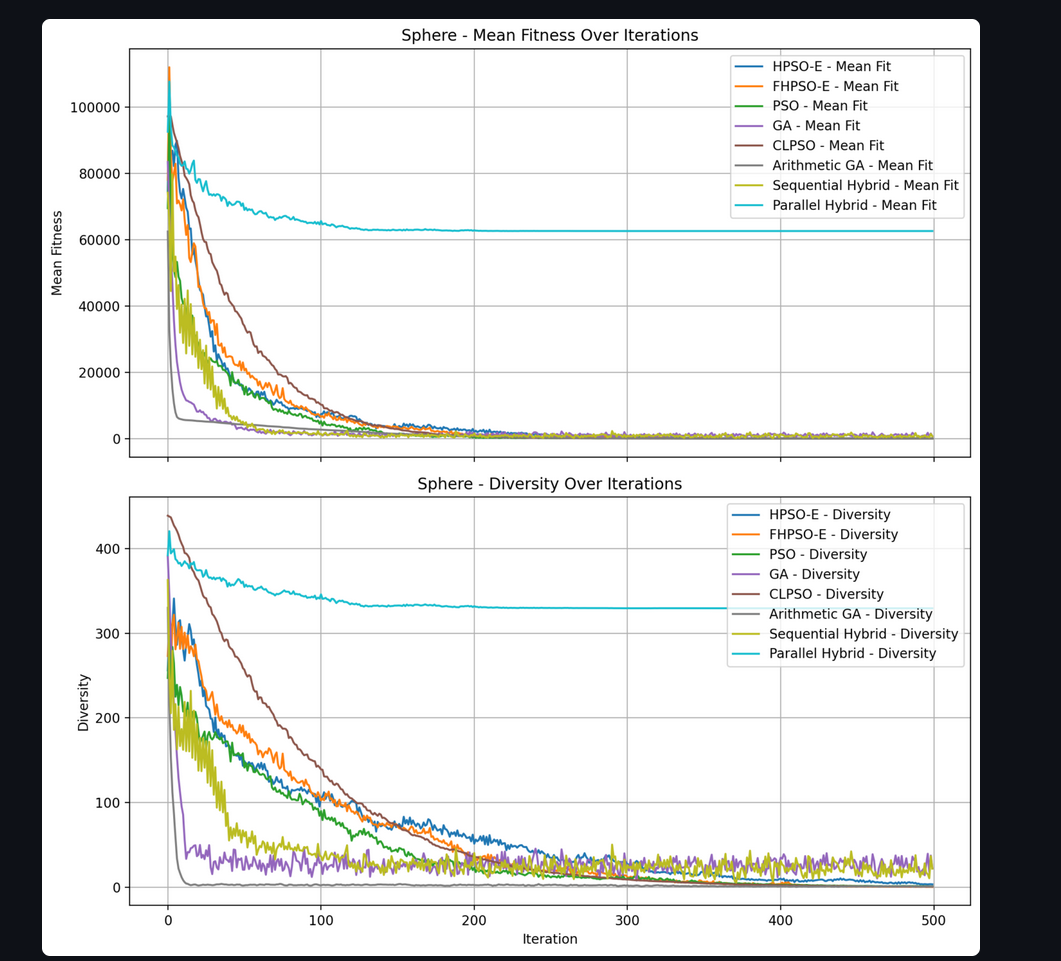 Sphere - Mean Fitness Over Iterations
Mean Fitness
100000
80000
60000
40000
20000
0
HPSO-E - Mean Fit
FHPSO-E - Mean Fit
PSO - Mean Fit
GA - Mean Fit
CLPSO - Mean Fit
Arithmetic GA - Mean Fit
Sequential Hybrid - Mean Fit
Parallel Hybrid - Mean Fit
Sphere - Diversity Over Iterations
Diversity
400
300
200
100
0
HPSO-E - Diversity
FHPSO-E - Diversity
PSO - Diversity
GA - Diversity
CLPSO - Diversity
Arithmetic GA - Diversity
Sequential Hybrid - Diversity
Parallel Hybrid - Diversity
0 100 200 300 400 500
Iteration